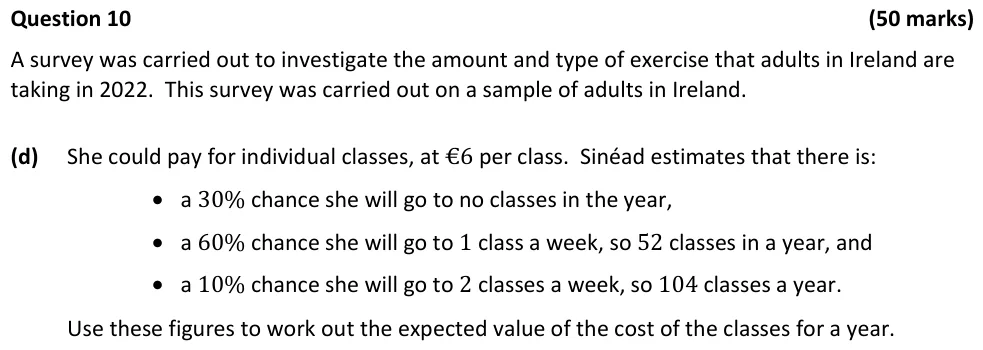 Question 10 (50 marks)
A survey was carried out to investigate the amount and type of exercise that adults in Ireland are
taking in 2022. This survey was carried out on a sample of adults in Ireland.
(d) She could pay for individual classes, at €6 per class. Sinéad estimates that there is:
• a 30% chance she will go to no classes in the year,
• a 60% chance she will go to 1 class a week, so 52 classes in a year, and
• a 10% chance she will go to 2 classes a week, so 104 classes a year.
Use these figures to work out the expected value of the cost of the classes for a year.